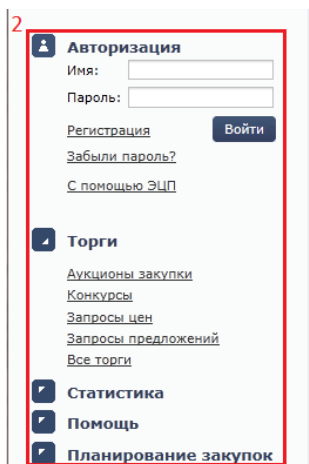 2
Авторизация
Имя:
Пароль:
Регистрация Войти
Забыли пароль?
С помощью ЭЦП
Торги
Аукционы закупки
Конкурсы
Запросы цен
Запросы предложений
Все торги
Статистика
Помощь
Планирование закупок